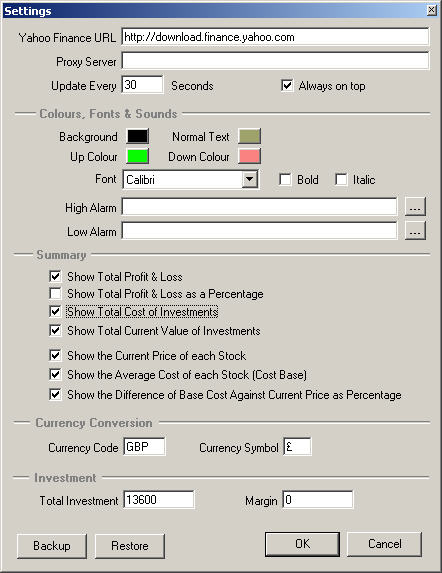 Settings
Yahoo Finance URL http://download.finance.yahoo.com
Proxy Server
Update Every 30 Seconds Always on top
Colours, Fonts & Sounds
Background Normal Text
Up Colour Down Colour
Font Calibri Bold Italic
High Alarm ...
Low Alarm ...
Summary
Show Total Profit & Loss
Show Total Profit & Loss as a Percentage
Show Total Cost of Investments
Show Total Current Value of Investments
Show the Current Price of each Stock
Show the Average Cost of each Stock (Cost Base)
Show the Difference of Base Cost Against Current Price as Percentage
Currency Conversion
Currency Code GBP Currency Symbol £
Investment
Total Investment 13600 Margin 0
Backup Restore OK Cancel